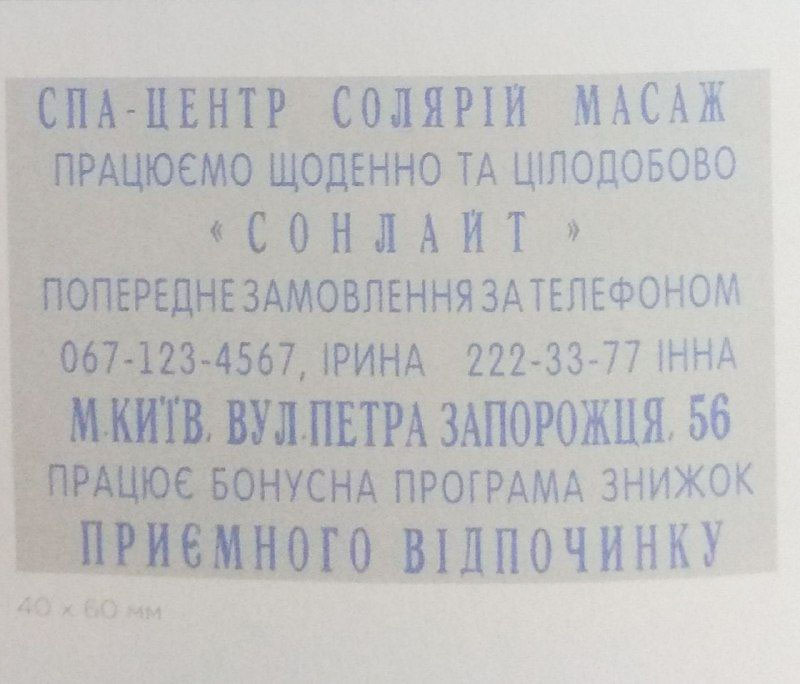 СПА-ЦЕНТР СОЛЯРІЙ МАСАЖ
ПРАЦЮЄМО ЩОДЕННО ТА ЦІЛОДОБОВО
« СОНЛАЙТ »
ПОПЕРЕДНЕ ЗАМОВЛЕННЯ ЗА ТЕЛЕФОНОМ
067-123-4567, ІРИНА 222-33-77 ІННА
М.КИЇВ, ВУЛ.ПЕТРА ЗАПОРОЖЦЯ, 56
ПРАЦЮЄ БОНУСНА ПРОГРАМА ЗНИЖОК
ПРИЄМНОГО ВІДПОЧИНКУ
40 x 60 мм